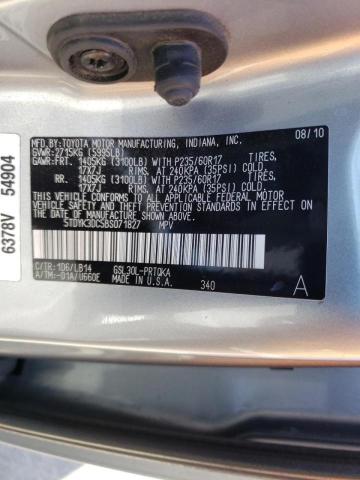 MFD.BY:TOYOTA MOTOR MANUFACTURING, INDIANA, INC. 08/10
GVWR:2715KG (5995LB)
GAWR:FRT. 1405KG (3100LB) WITH P235/60R17 TIRES,
17X7J RIMS, AT 240KPA (35PSI) COLD
RR. 1405KG (3100LB) WITH P235/60R17 TIRES,
17X7J RIMS, AT 240KPA (35PSI) COLD
THIS VEHICLE CONFORMS TO ALL APPLICABLE FEDERAL MOTOR
VEHICLE SAFETY AND THEFT PREVENTION STANDARDS IN EFFECT
ON THE DATE OF MANUFACTURE SHOWN ABOVE.
5TDYK3DC5BS071827 MPV
C/TR:1D6/LB14 GSL30L-PRTQKA
A/TM:-01A/U660E MADE IN U.S.A. 340
A
6378V 54904